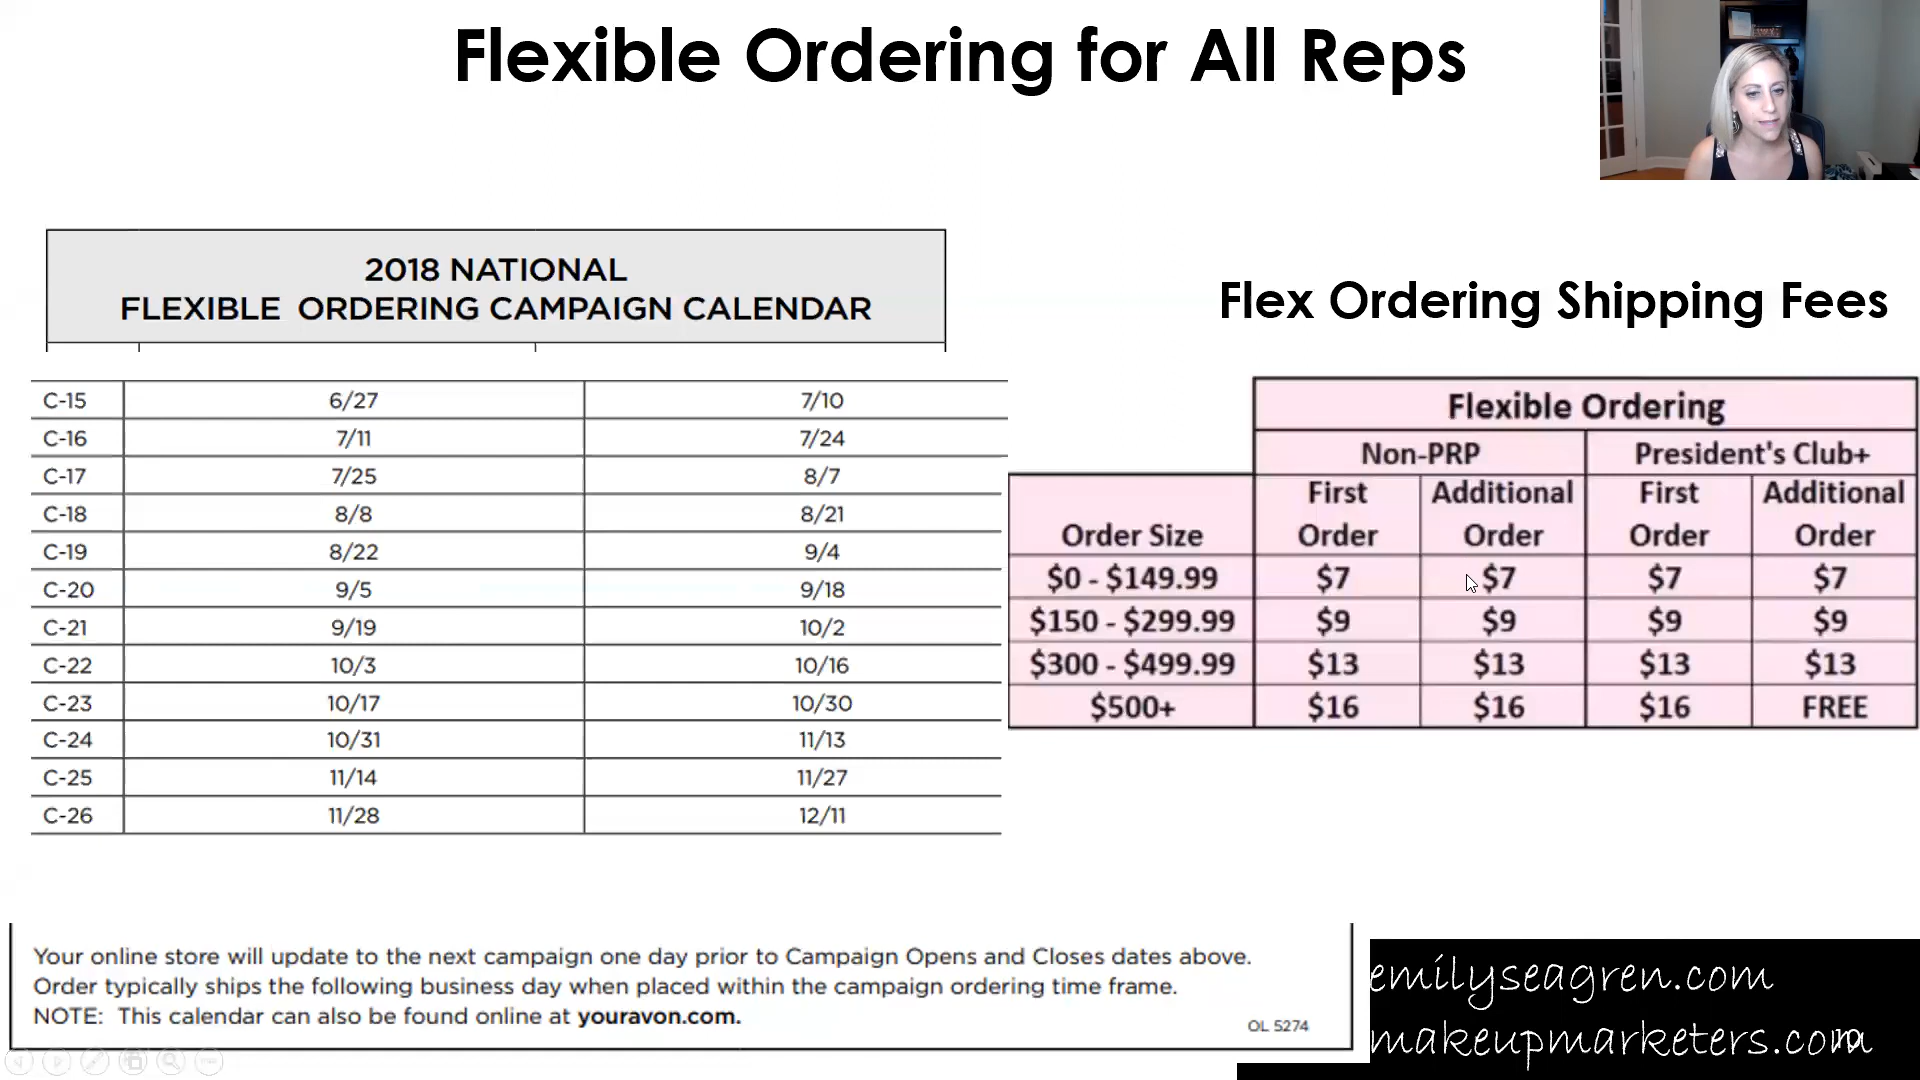 Flexible Ordering for All Reps
2018 NATIONAL
FLEXIBLE ORDERING CAMPAIGN CALENDAR
C-15 6/27 7/10
C-16 7/11 7/24
C-17 7/25 8/7
C-18 8/8 8/21
C-19 8/22 9/4
C-20 9/5 9/18
C-21 9/19 10/2
C-22 10/3 10/16
C-23 10/17 10/30
C-24 10/31 11/13
C-25 11/14 11/27
C-26 11/28 12/11
Flex Ordering Shipping Fees
Flexible Ordering
Non-PRP President's Club+
First Additional First Additional
Order Size Order Order Order Order
$0 - $149.99 $7 $7 $7 $7
$150 - $299.99 $9 $9 $9 $9
$300 - $499.99 $13 $13 $13 $13
$500+ $16 $16 $16 FREE
Your online store will update to the next campaign one day prior to Campaign Opens and Closes dates above.
Order typically ships the following business day when placed within the campaign ordering time frame.
NOTE: This calendar can also be found online at youravon.com.
OL 5274
emilyseagren.com
makeupmarketers.com